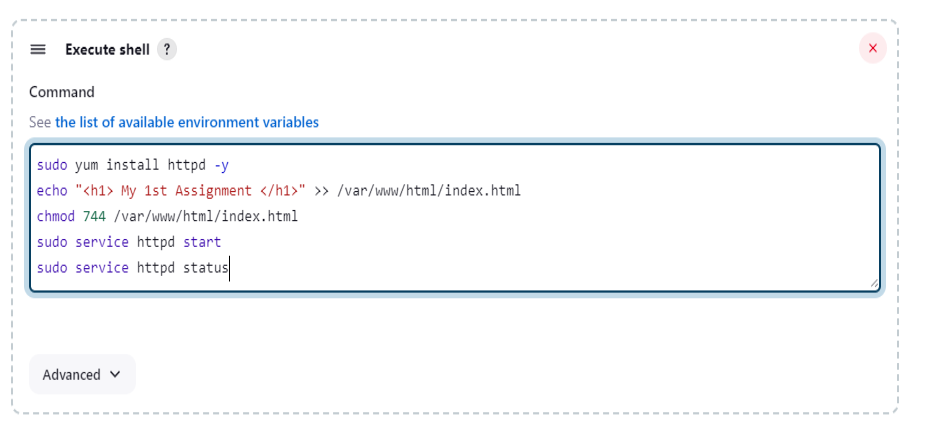 Execute shell ?
Command
See the list of available environment variables
sudo yum install httpd -y
echo "<h1> My 1st Assignment </h1>" >> /var/www/html/index.html
chmod 744 /var/www/html/index.html
sudo service httpd start
sudo service httpd status
Advanced